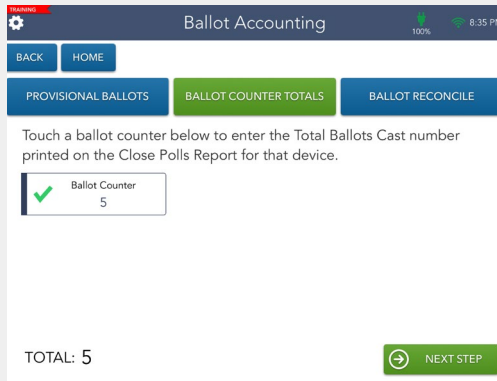 TRAINING
Ballot Accounting
100%
8:35 PM
BACK
HOME
PROVISIONAL BALLOTS
BALLOT COUNTER TOTALS
BALLOT RECONCILE
Touch a ballot counter below to enter the Total Ballots Cast number
printed on the Close Polls Report for that device.
Ballot Counter
5
TOTAL: 5
NEXT STEP